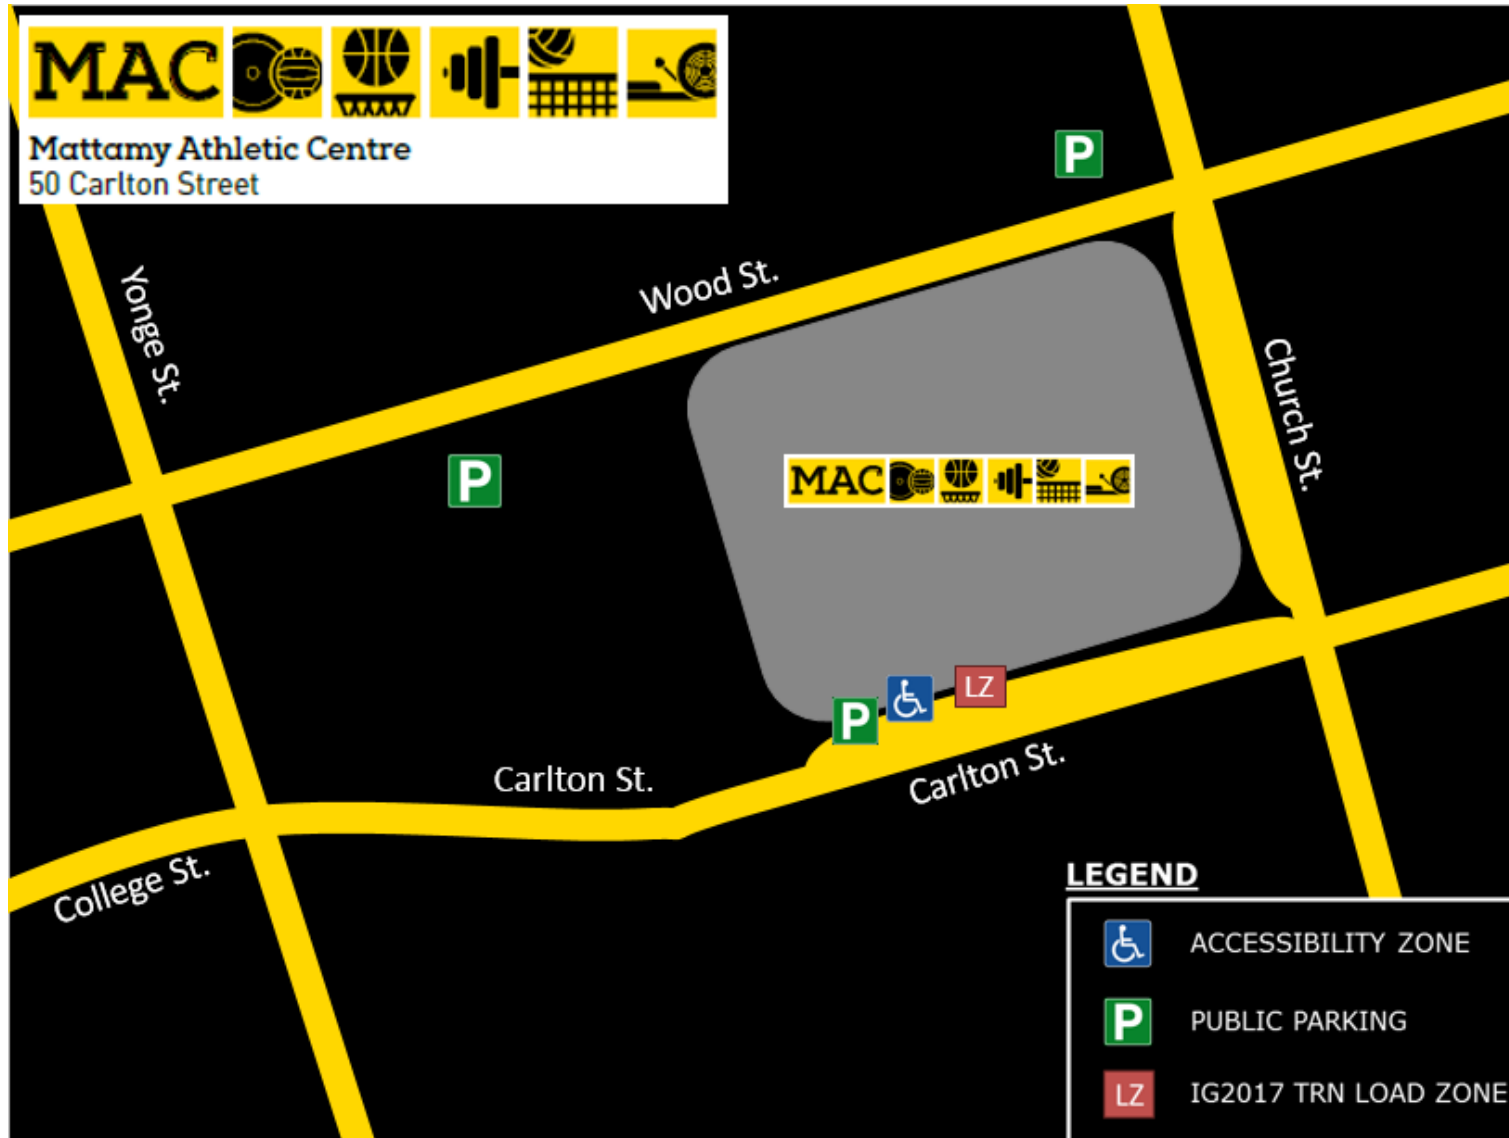 MAC
Mattamy Athletic Centre
50 Carlton Street
P
Wood St.
Yonge St.
Church St.
P
MAC
LZ
P
Carlton St.
Carlton St.
College St.
LEGEND
ACCESSIBILITY ZONE
P PUBLIC PARKING
LZ IG2017 TRN LOAD ZONE